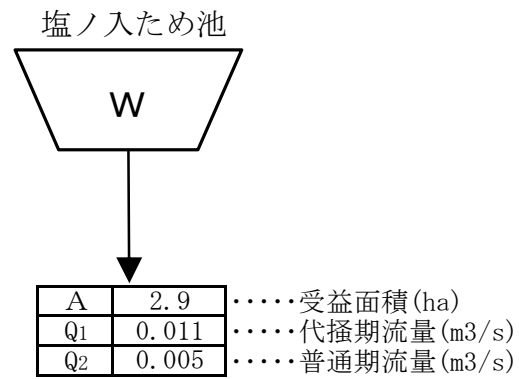 塩ノ入ため池
W
A 2.9 ‥‥‥受益面積(ha)
Q1 0.011 ‥‥‥代掻期流量(m3/s)
Q2 0.005 ‥‥‥普通期流量(m3/s)